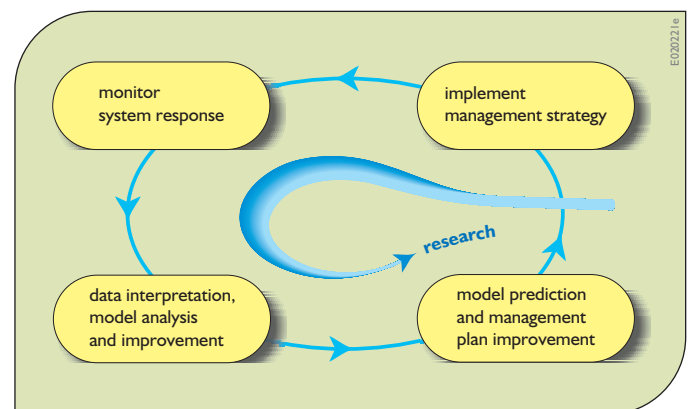 monitor
system response
implement
management strategy
research
data interpretation,
model analysis
and improvement
model prediction
and management
plan improvement
E020221e